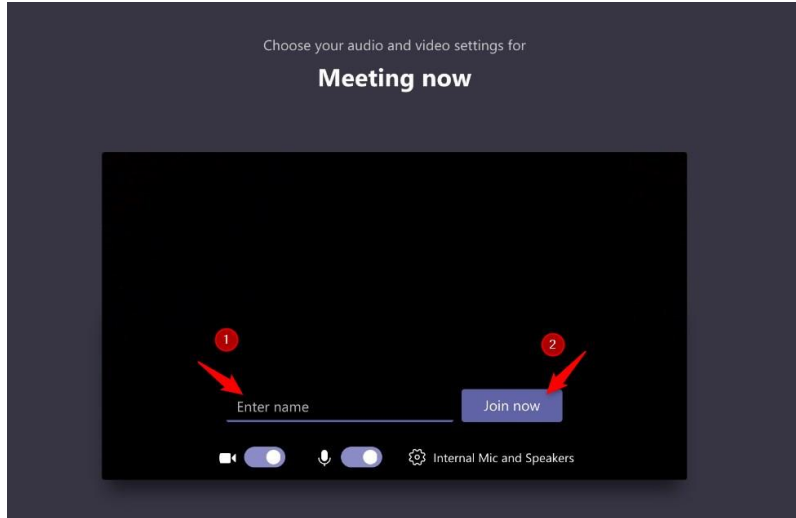 Choose your audio and video settings for
Meeting now
1
2
Enter name
Join now
Internal Mic and Speakers